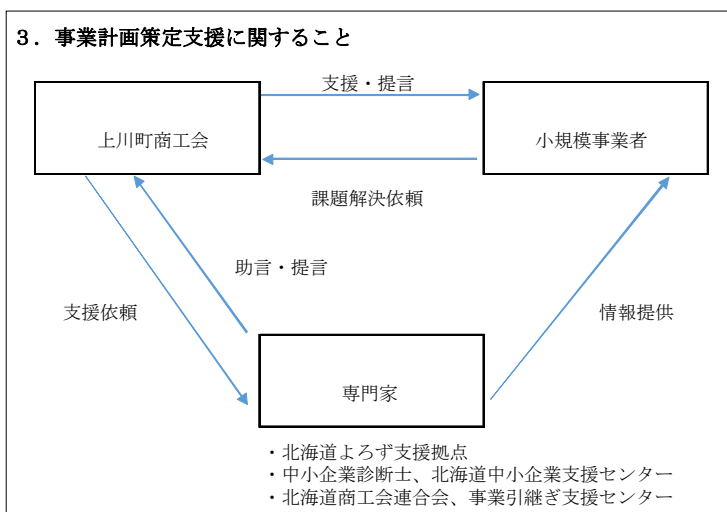 ３．事業計画策定支援に関すること
支援・提言
上川町商工会
小規模事業者
課題解決依頼
助言・提言
支援依頼
情報提供
専門家
・北海道よろず支援拠点
・中小企業診断士、北海道中小企業支援センター
・北海道商工会連合会、事業引継ぎ支援センター